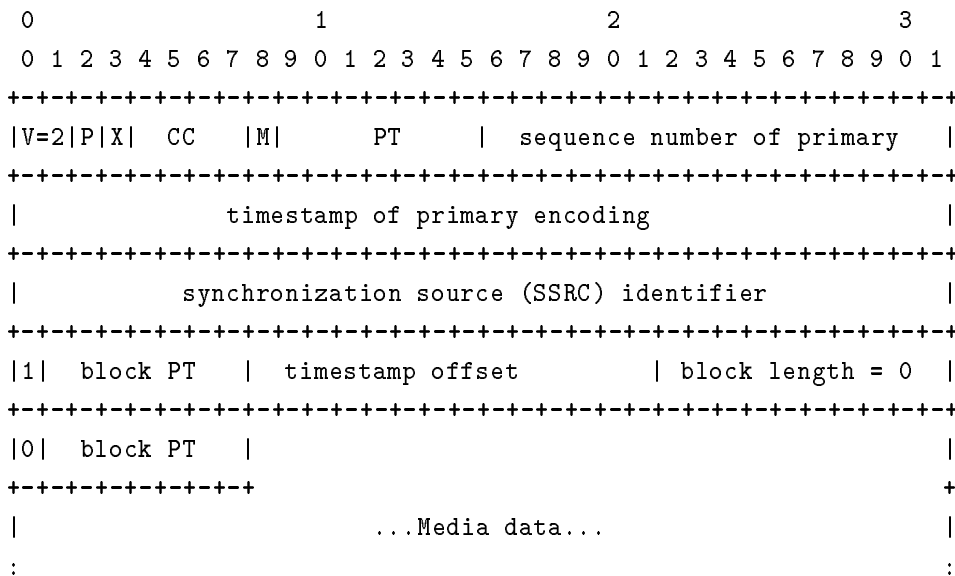 0                   1                   2                   3
 0 1 2 3 4 5 6 7 8 9 0 1 2 3 4 5 6 7 8 9 0 1 2 3 4 5 6 7 8 9 0 1
+-+-+-+-+-+-+-+-+-+-+-+-+-+-+-+-+-+-+-+-+-+-+-+-+-+-+-+-+-+-+-+-+
|V=2|P|X|  CC   |M|      PT     |  sequence number of primary   |
+-+-+-+-+-+-+-+-+-+-+-+-+-+-+-+-+-+-+-+-+-+-+-+-+-+-+-+-+-+-+-+-+
|              timestamp of primary encoding                    |
+-+-+-+-+-+-+-+-+-+-+-+-+-+-+-+-+-+-+-+-+-+-+-+-+-+-+-+-+-+-+-+-+
|           synchronization source (SSRC) identifier            |
+-+-+-+-+-+-+-+-+-+-+-+-+-+-+-+-+-+-+-+-+-+-+-+-+-+-+-+-+-+-+-+-+
|1|  block PT   |  timestamp offset         | block length = 0  |
+-+-+-+-+-+-+-+-+-+-+-+-+-+-+-+-+-+-+-+-+-+-+-+-+-+-+-+-+-+-+-+-+
|0|  block PT   |                                               |
+-+-+-+-+-+-+-+-+                                               +
|                        ...Media data...                       |
:                                                               :